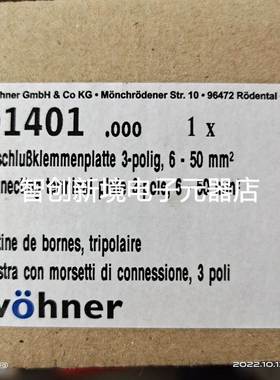 öhner GmbH & Co KG • Mönchrödener Str. 10 • 96472 Rödental
1401 .000 1 x
schlußklemmenplatte 3-polig, 6 - 50 mm²
智创新境电子元器店
tine de bornes, tripolaire
stra con morsetti di connessione, 3 poli
wöhner
2022.10.1